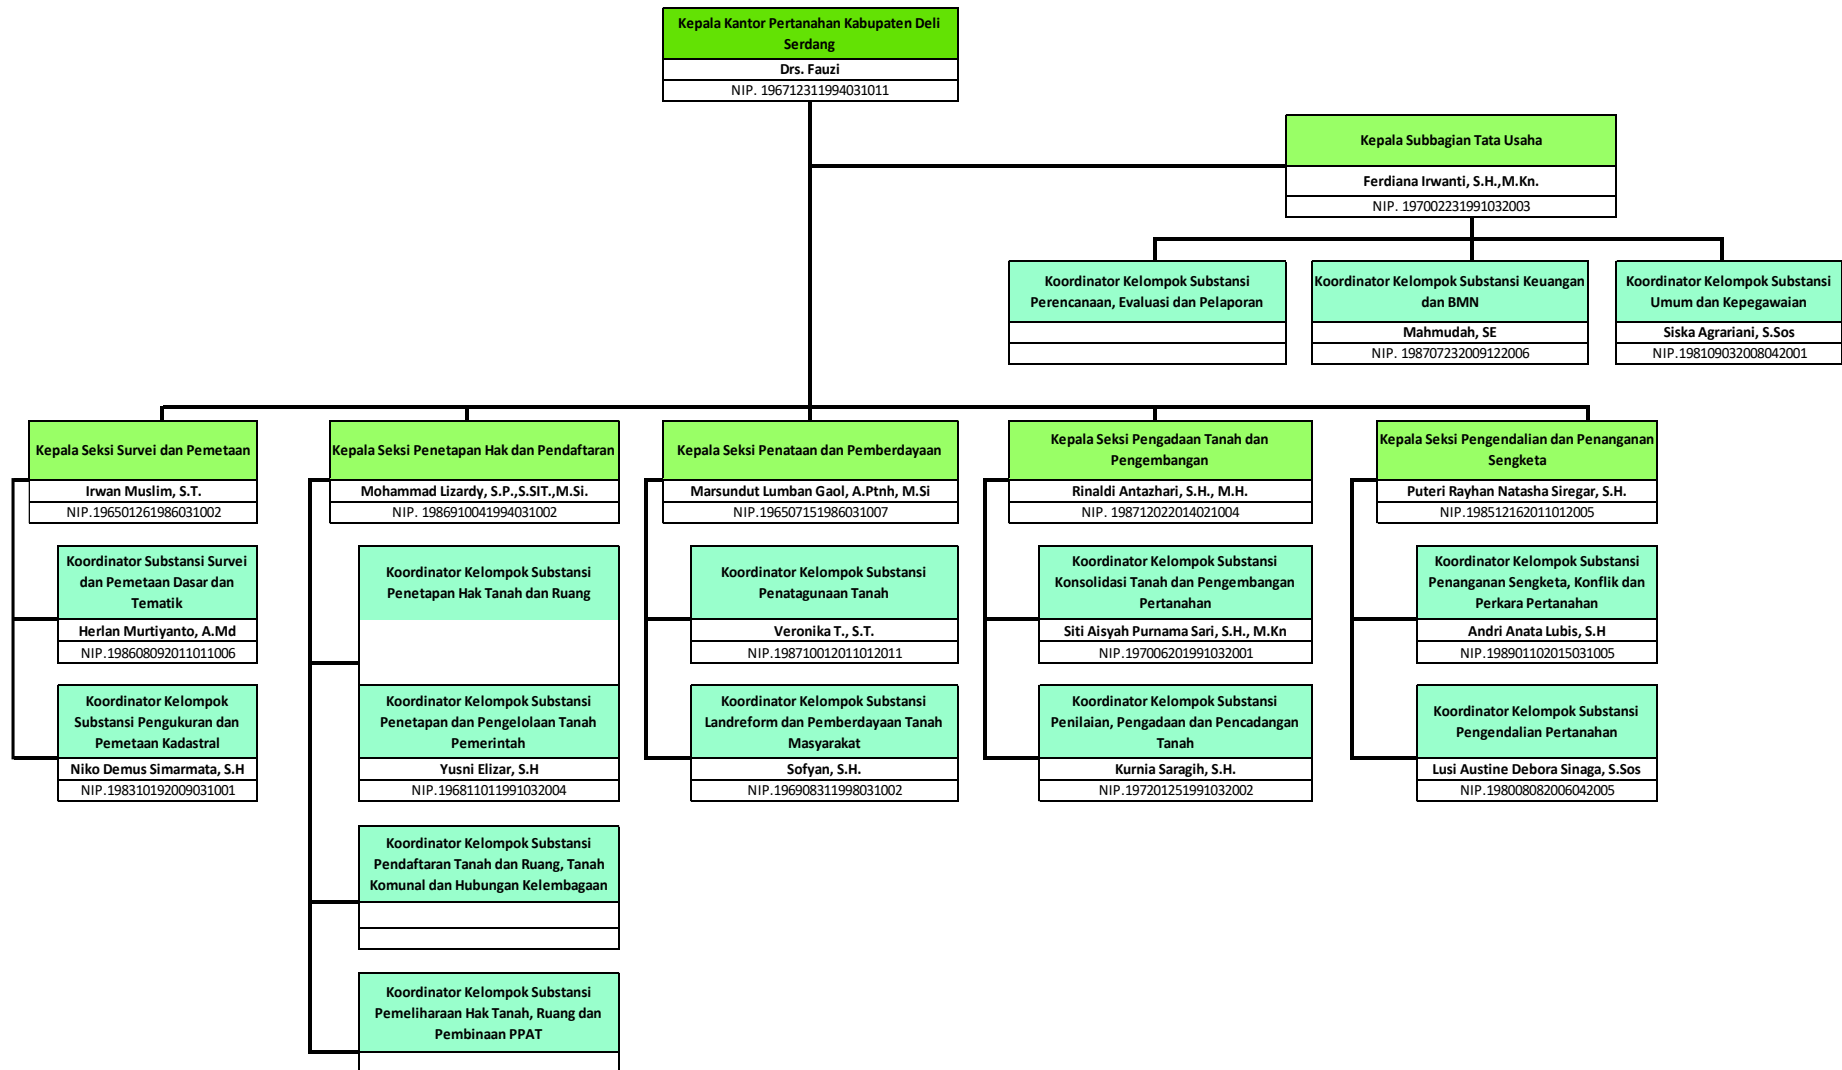 Kepala Kantor Pertanahan Kabupaten Deli
Serdang
Drs. Fauzi
NIP. 196712311994031011
Kepala Subbagian Tata Usaha
Ferdiana Irwanti, S.H.,M.Kn.
NIP. 197002231991032003
Koordinator Kelompok Substansi
Perencanaan, Evaluasi dan Pelaporan
Koordinator Kelompok Substansi Keuangan
dan BMN
Mahmudah, SE
NIP. 198707232009122006
Koordinator Kelompok Substansi
Umum dan Kepegawaian
Siska Agrariani, S.Sos
NIP.198109032008042001
Kepala Seksi Survei dan Pemetaan
Irwan Muslim, S.T.
NIP.196501261986031002
Koordinator Substansi Survei
dan Pemetaan Dasar dan
Tematik
Herlan Murtiyanto, A.Md
NIP.198608092011011006
Koordinator Kelompok
Substansi Pengukuran dan
Pemetaan Kadastral
Niko Demus Simarmata, S.H
NIP.198310192009031001
Kepala Seksi Penetapan Hak dan Pendaftaran
Mohammad Lizardy, S.P.,S.SIT.,M.Si.
NIP. 1986910041994031002
Koordinator Kelompok Substansi
Penetapan Hak Tanah dan Ruang
Koordinator Kelompok Substansi
Penetapan dan Pengelolaan Tanah
Pemerintah
Yusni Elizar, S.H
NIP.196811011991032004
Koordinator Kelompok Substansi
Pendaftaran Tanah dan Ruang, Tanah
Komunal dan Hubungan Kelembagaan
Koordinator Kelompok Substansi
Pemeliharaan Hak Tanah, Ruang dan
Pembinaan PPAT
Kepala Seksi Penataan dan Pemberdayaan
Marsundut Lumban Gaol, A.Ptnh, M.Si
NIP.196507151986031007
Koordinator Kelompok Substansi
Penatagunaan Tanah
Veronika T., S.T.
NIP.198710012011012011
Koordinator Kelompok Substansi
Landreform dan Pemberdayaan Tanah
Masyarakat
Sofyan, S.H.
NIP.196908311998031002
Kepala Seksi Pengadaan Tanah dan
Pengembangan
Rinaldi Antazhari, S.H., M.H.
NIP. 198712022014021004
Koordinator Kelompok Substansi
Konsolidasi Tanah dan Pengembangan
Pertanahan
Siti Aisyah Purnama Sari, S.H., M.Kn
NIP.197006201991032001
Koordinator Kelompok Substansi
Penilaian, Pengadaan dan Pencadangan
Tanah
Kurnia Saragih, S.H.
NIP.197201251991032002
Kepala Seksi Pengendalian dan Penanganan
Sengketa
Puteri Rayhan Natasha Siregar, S.H.
NIP.198512162011012005
Koordinator Kelompok Substansi
Penanganan Sengketa, Konflik dan
Perkara Pertanahan
Andri Anata Lubis, S.H
NIP.198901102015031005
Koordinator Kelompok Substansi
Pengendalian Pertanahan
Lusi Austine Debora Sinaga, S.Sos
NIP.198008082006042005